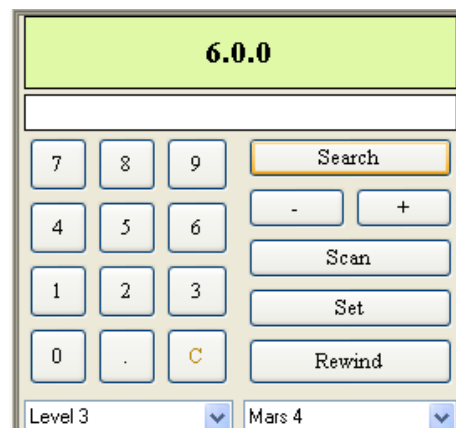 6.0.0
7 8 9 Search
- +
4 5 6
Scan
1 2 3 Set
0 . C Rewind
Level 3 Mars 4